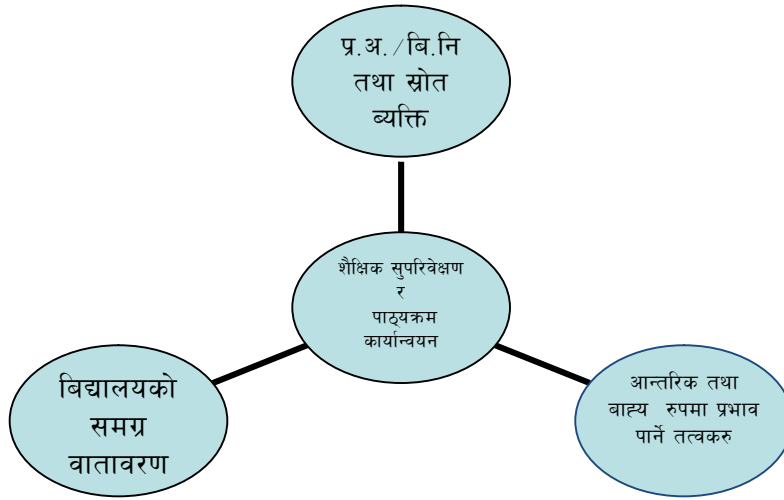 प्र.अ./बि.नि
तथा स्रोत
ब्यक्ति
शैक्षिक सुपरिवेक्षण
र
पाठ्यक्रम
कार्यान्वयन
बिद्यालयको
समग्र
वातावरण
आन्तरिक तथा
बाह्य रुपमा प्रभाव
पार्ने तत्वकरु